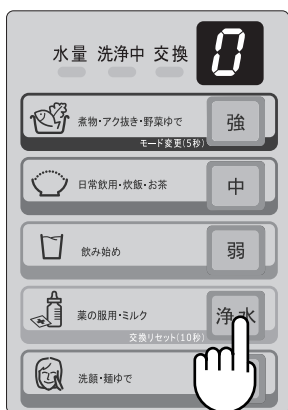 水量 洗浄中 交換
0
煮物・アク抜き・野菜ゆで
強
モード変更(5秒)
日常飲用・炊飯・お茶
中
飲み始め
弱
薬の服用・ミルク
浄水
交換リセット(10秒)
洗顔・麺ゆで